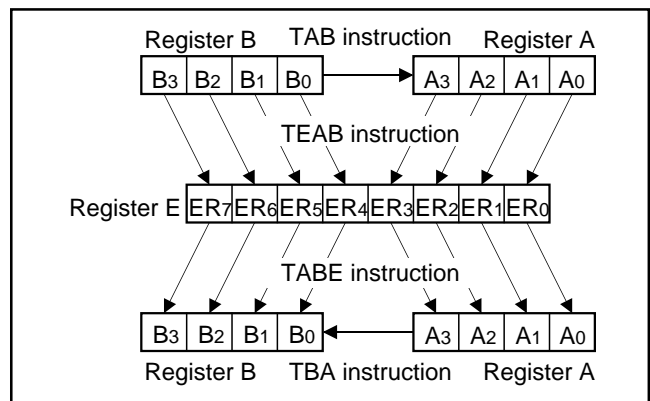 Register B TAB instruction Register A
B3 B2 B1 B0 A3 A2 A1 A0
TEAB instruction
Register E ER7 ER6 ER5 ER4 ER3 ER2 ER1 ER0
TABE instruction
B3 B2 B1 B0 A3 A2 A1 A0
Register B TBA instruction Register A